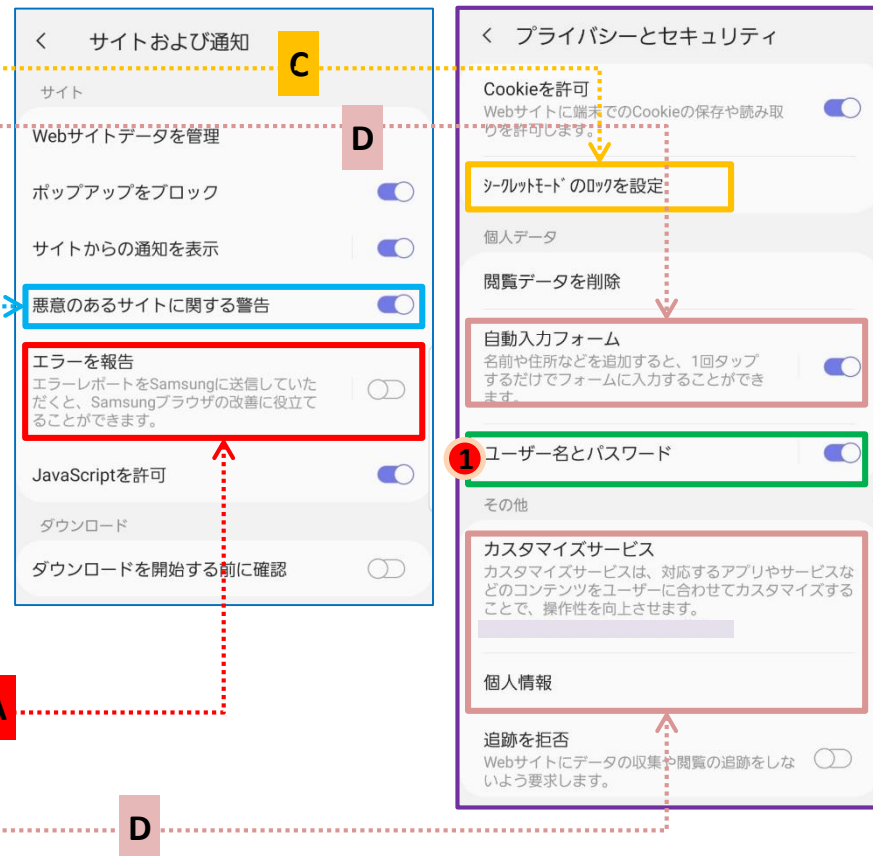 サイトおよび通知
C
サイト
Webサイトデータを管理
D
ポップアップをブロック
サイトからの通知を表示
悪意のあるサイトに関する警告
エラーを報告
エラーレポートをSamsungに送信していた
だくと、Samsungブラウザの改善に役立て
ることができます。
JavaScriptを許可
ダウンロード
ダウンロードを開始する前に確認
A
D
プライバシーとセキュリティ
Cookieを許可
Webサイトに端末でのCookieの保存や読み取
りを許可します。
ｼｰｸﾚｯﾄﾓｰﾄﾞのﾛｯｸを設定
個人データ
閲覧データを削除
自動入力フォーム
名前や住所などを追加すると、1回タップ
するだけでフォームに入力することができ
ます。
1
ユーザー名とパスワード
その他
カスタマイズサービス
カスタマイズサービスは、対応するアプリやサービスな
どのコンテンツをユーザーに合わせてカスタマイズする
ことで、操作性を向上させます。
個人情報
追跡を拒否
Webサイトにデータの収集や閲覧の追跡をしな
いよう要求します。